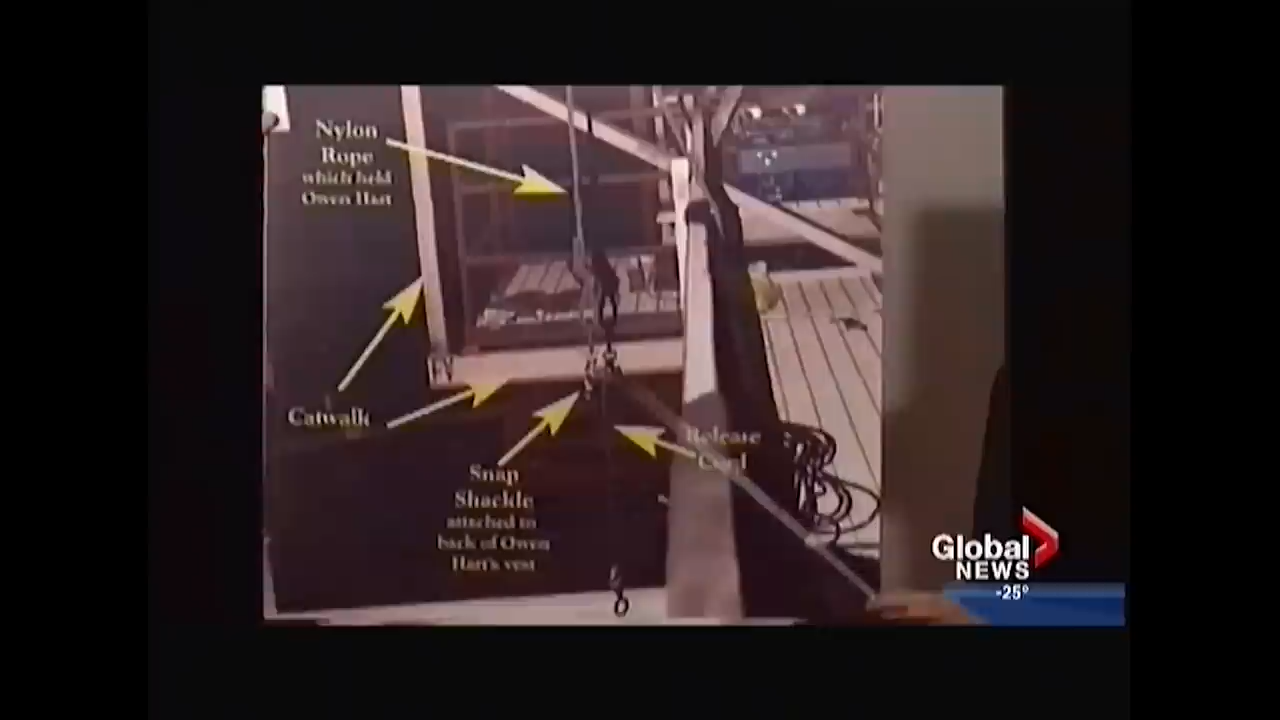 Nylon
Rope
which held
Owen Hart
Catwalk
Snap
Shackle
attached to
back of Owen
Hart's vest
Release
Cord
Global
NEWS
-25°